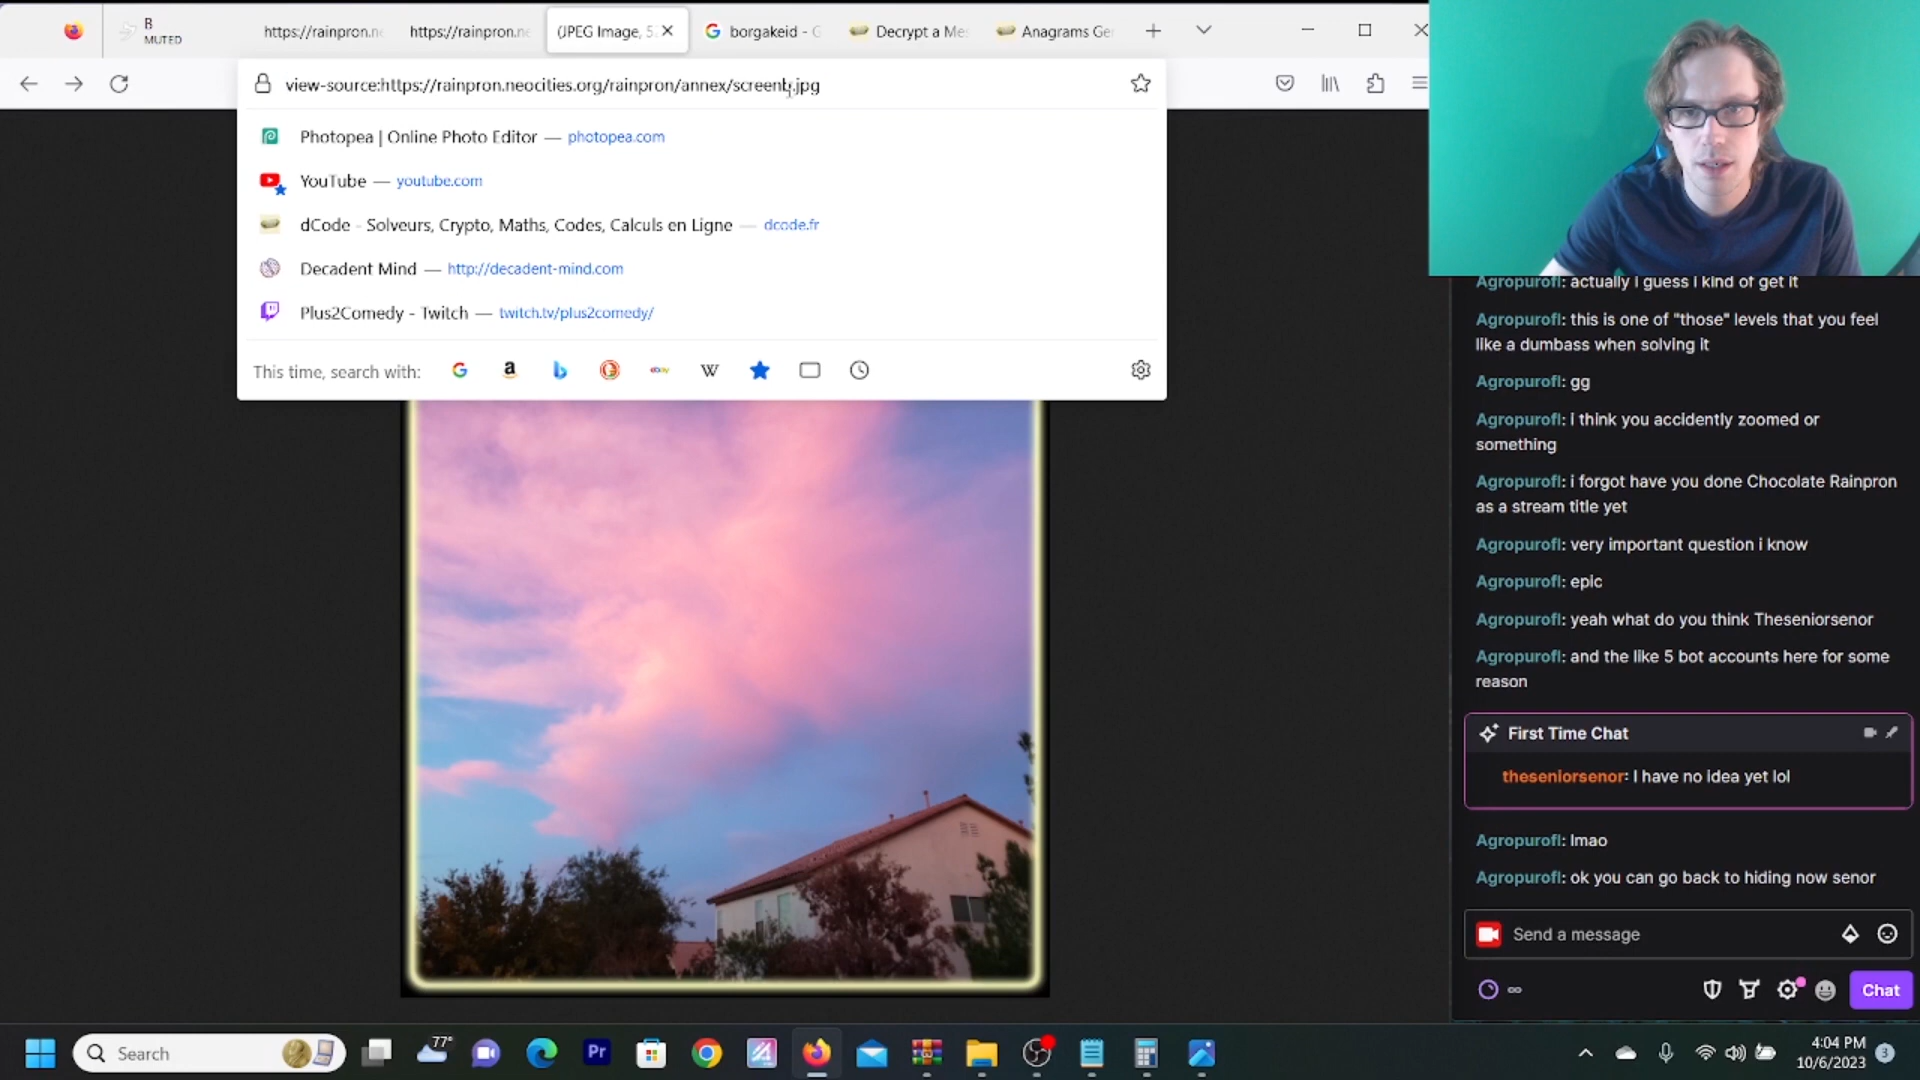 B
MUTED
https://rainpron.ne
https://rainpron.ne
(JPEG Image, 5
borgakeid - G
Decrypt a Me
Anagrams Ge
view-source:https://rainpron.neocities.org/rainpron/annex/screent.jpg
Photopea | Online Photo Editor — photopea.com
YouTube — youtube.com
dCode - Solveurs, Crypto, Maths, Codes, Calculs en Ligne — dcode.fr
Decadent Mind — http://decadent-mind.com
Plus2Comedy - Twitch — twitch.tv/plus2comedy/
This time, search with:
Agropurofl: actually I guess I kind of get it
Agropurofl: this is one of "those" levels that you feel
like a dumbass when solving it
Agropurofl: gg
Agropurofl: i think you accidently zoomed or
something
Agropurofl: i forgot have you done Chocolate Rainpron
as a stream title yet
Agropurofl: very important question i know
Agropurofl: epic
Agropurofl: yeah what do you think Theseniorsenor
Agropurofl: and the like 5 bot accounts here for some
reason
First Time Chat
theseniorsenor: I have no idea yet lol
Agropurofl: lmao
Agropurofl: ok you can go back to hiding now senor
Send a message
Chat
Search
77°
Pr
4:04 PM
10/6/2023
3